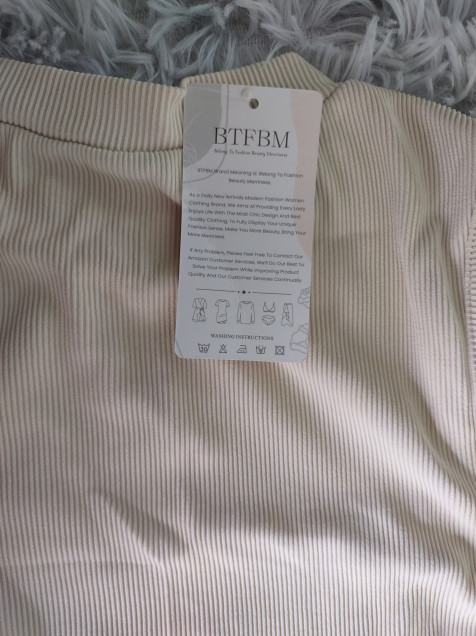 BTFBM
Belong To Fashion Beauty Merriness
BTFBM Brand Meaning is Belong To Fashion
Beauty Merriness.
As a Daily New Arrivals Modern Fashion Women
Clothing Brand, We Aims At Providing Every Lady
Enjoys Life With The Most Chic Design And Best
Quality Clothing, To Fully Display Your Unique
Fashion Sense, Make You More Beauty, Bring Your
More Merriness.
If Any Problem, Please Feel Free To Contact Our
Amazon Customer Services, We'll Do Our Best To
Solve Your Problem While Improving Product
Quality And Our Customer Services Continually.
WASHING INSTRUCTIONS
30